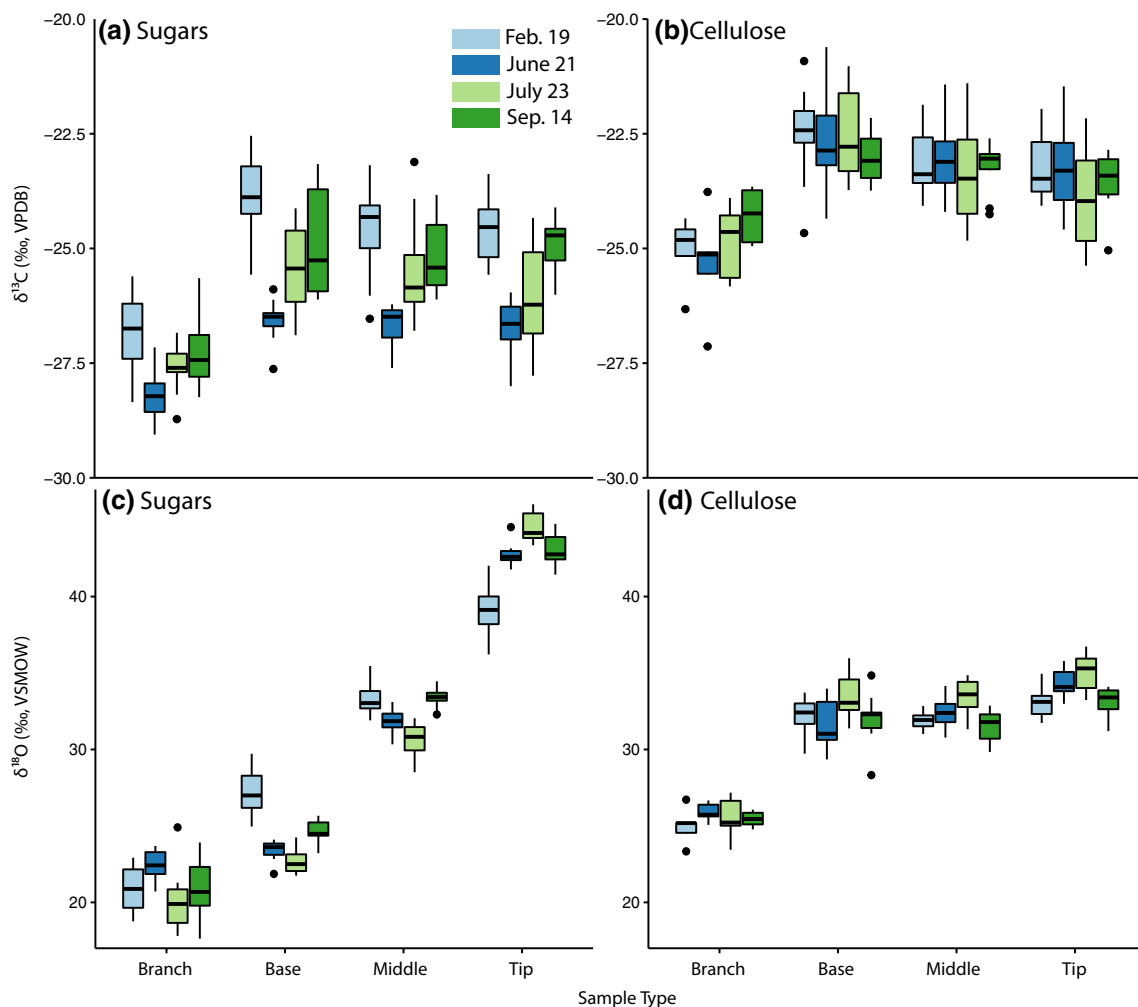 (a) Sugars
Feb. 19
June 21
July 23
Sep. 14
−20.0
−22.5
−25.0
−27.5
−30.0
δ¹³C (‰, VPDB)
(b) Cellulose
−20.0
−22.5
−25.0
−27.5
−30.0
(c) Sugars
40
30
20
δ¹⁸O (‰, VSMOW)
Branch Base Middle Tip
(d) Cellulose
40
30
20
Branch Base Middle Tip
Sample Type